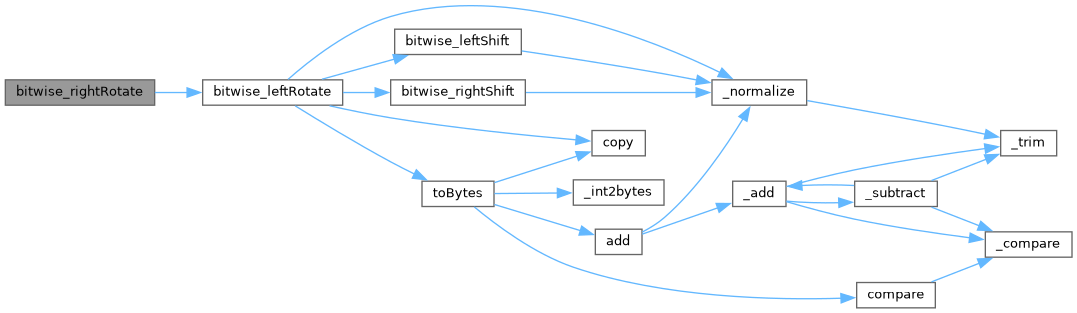 bitwise_rightRotate
bitwise_leftRotate
bitwise_leftShift
bitwise_rightShift
_normalize
copy
_trim
toBytes
_int2bytes
_add
_subtract
add
_compare
compare